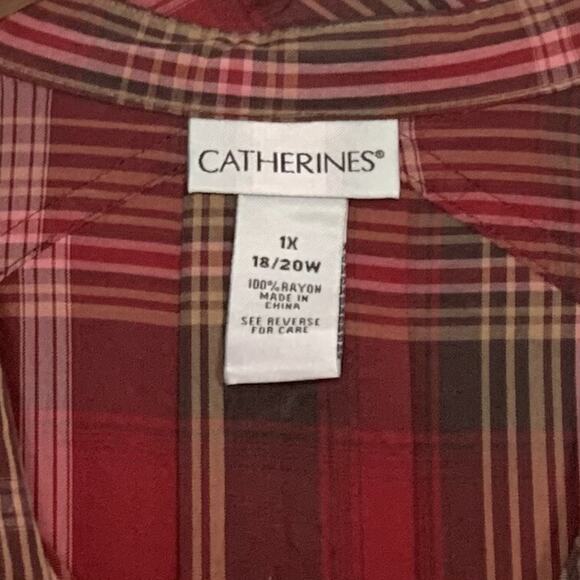 CATHERINES®
1X
18/20W
100% RAYON
MADE IN
CHINA
SEE REVERSE
FOR CARE